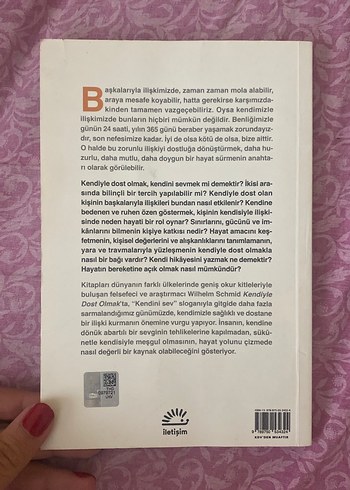 Başkalarıyla ilişkimizde, zaman zaman mola alabilir,
araya mesafe koyabilir, hatta gerekirse karşımızda-
kinden tamamen vazgeçebiliriz. Oysa kendimizle
ilişkimizde bunların hiçbiri mümkün değildir. Benliğimizle
günün 24 saati, yılın 365 günü beraber yaşamak zorundayız-
dır, son nefesimize kadar. İyi de olsa kötü de olsa, bize aittir.
O halde bu zorunlu ilişkiyi dostluğa dönüştürmek, daha hu-
zurlu, daha mutlu, daha doygun bir hayat sürmenin anahta-
rı olarak görülebilir.
Kendiyle dost olmak, kendini sevmek mi demektir? İkisi ara-
sında bilinçli bir tercih yapılabilir mi? Kendiyle dost olan
kişinin başkalarıyla ilişkileri bundan nasıl etkilenir? Kendine
bedenen ve ruhen özen göstermek, kişinin kendisiyle ilişki-
sinde neden hayati bir rol oynar? Sınırlarını, gücünü ve im-
kânlarını bilmenin kişiye katkısı nedir? Hayat amacını keş-
fetmenin, kişisel değerlerini ve alışkanlıklarını tanımlamanın,
yara ve travmalarıyla yüzleşmenin kendiyle dost olmakla
nasıl bir bağı vardır? Kendi hikâyesini yazmak ne demektir?
Hayatın bereketine açık olmak nasıl mümkündür?
Kitapları dünyanın farklı ülkelerinde geniş okur kitleleriyle
buluşan felsefeci ve araştırmacı Wilhelm Schmid Kendiyle
Dost Olmak'ta, "Kendini sev" sloganıyla gitgide daha fazla
sarmalandığımız günümüzde, kendimizle sağlıklı ve dostane
bir ilişki kurmanın önemine vurgu yapıyor. İnsanın, kendine
dönük abartılı bir sevginin tehlikelerine kapılmadan, sükû-
netle kendisiyle meşgul olmasının, hayat yolunu çizmede
nasıl değerli bir kaynak olabileceğini gösteriyor.
iletişim
KDV'DEN MUAFTIR